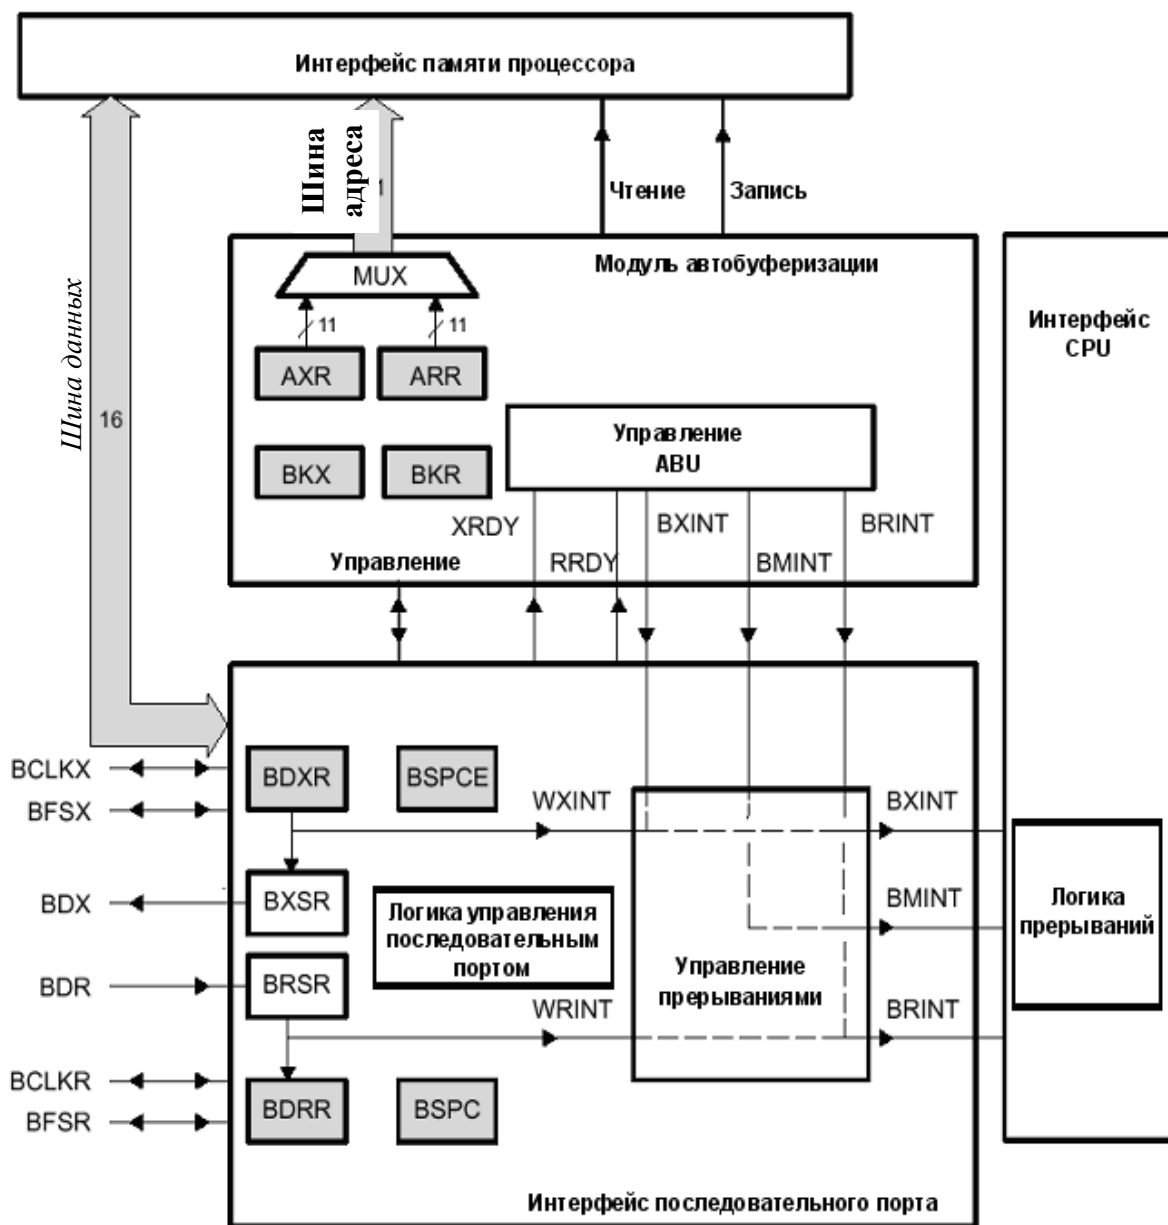 Интерфейс памяти процессора
Шина
адреса
Чтение
Запись
Модуль автобуферизации
MUX
11
11
AXR
ARR
Интерфейс
CPU
Шина данных
16
Управление
ABU
BKX
BKR
XRDY
BXINT
BRINT
Управление
RRDY
BMINT
BCLKX
BDXR
BSPCE
BFSX
WXINT
BXINT
BDX
BXSR
Логика управления
последовательным
портом
BMINT
Логика
прерываний
BDR
BRSR
Управление
прерываниями
WRINT
BRINT
BCLKR
BDRR
BSPC
BFSR
Интерфейс последовательного порта